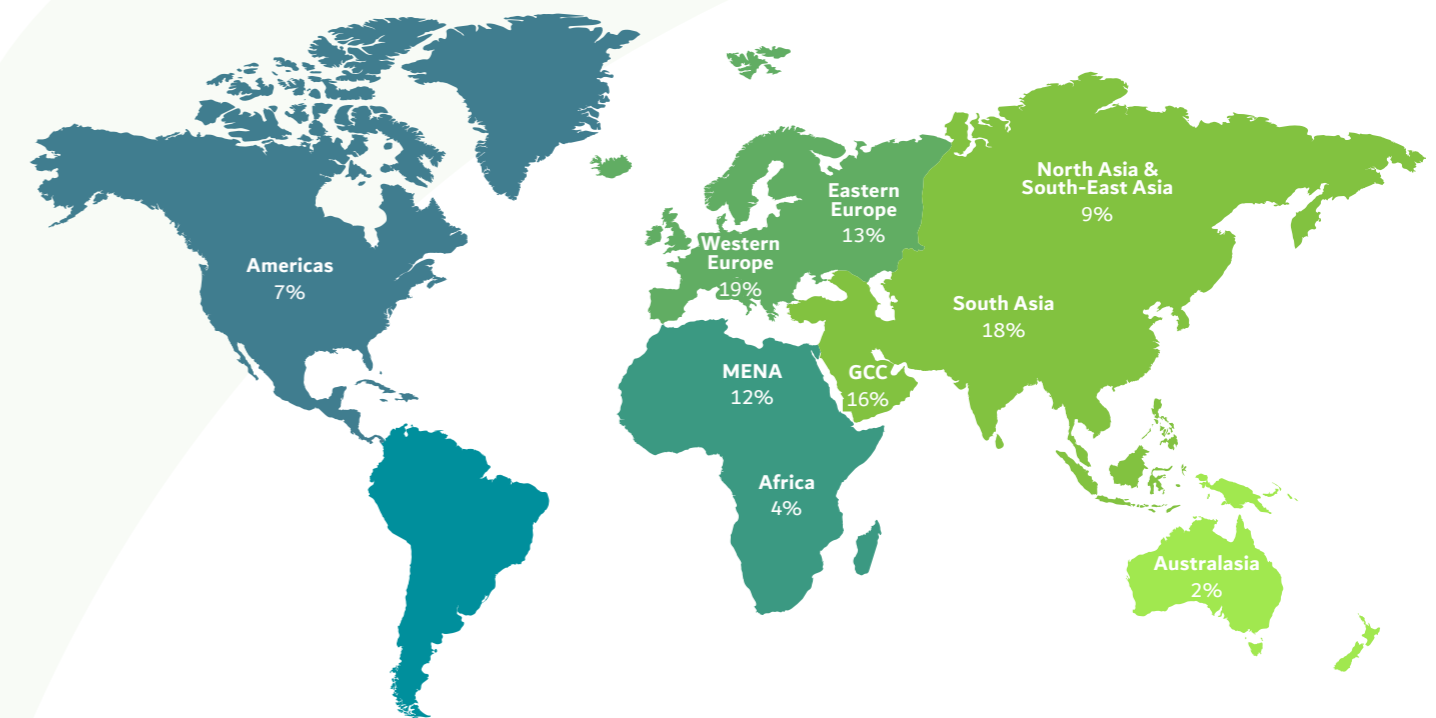 North Asia &
South-East Asia
9%
Eastern
Europe
13%
Western
Europe
19%
Americas
7%
South Asia
18%
MENA
12%
GCC
16%
Africa
4%
Australasia
2%